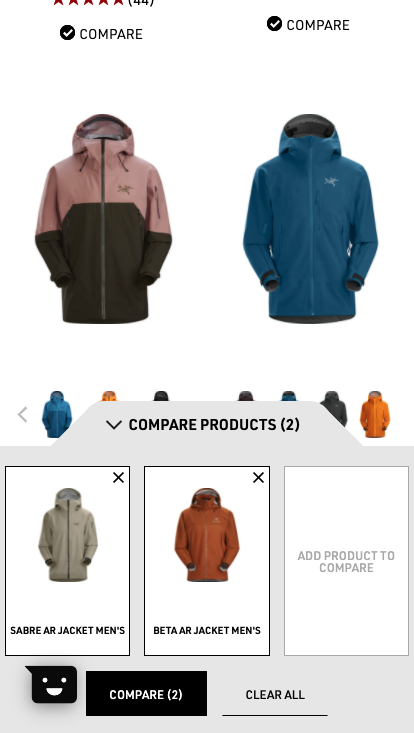 (44)
COMPARE
COMPARE
COMPARE PRODUCTS (2)
SABRE AR JACKET MEN'S
BETA AR JACKET MEN'S
ADD PRODUCT TO
COMPARE
COMPARE (2)
CLEAR ALL